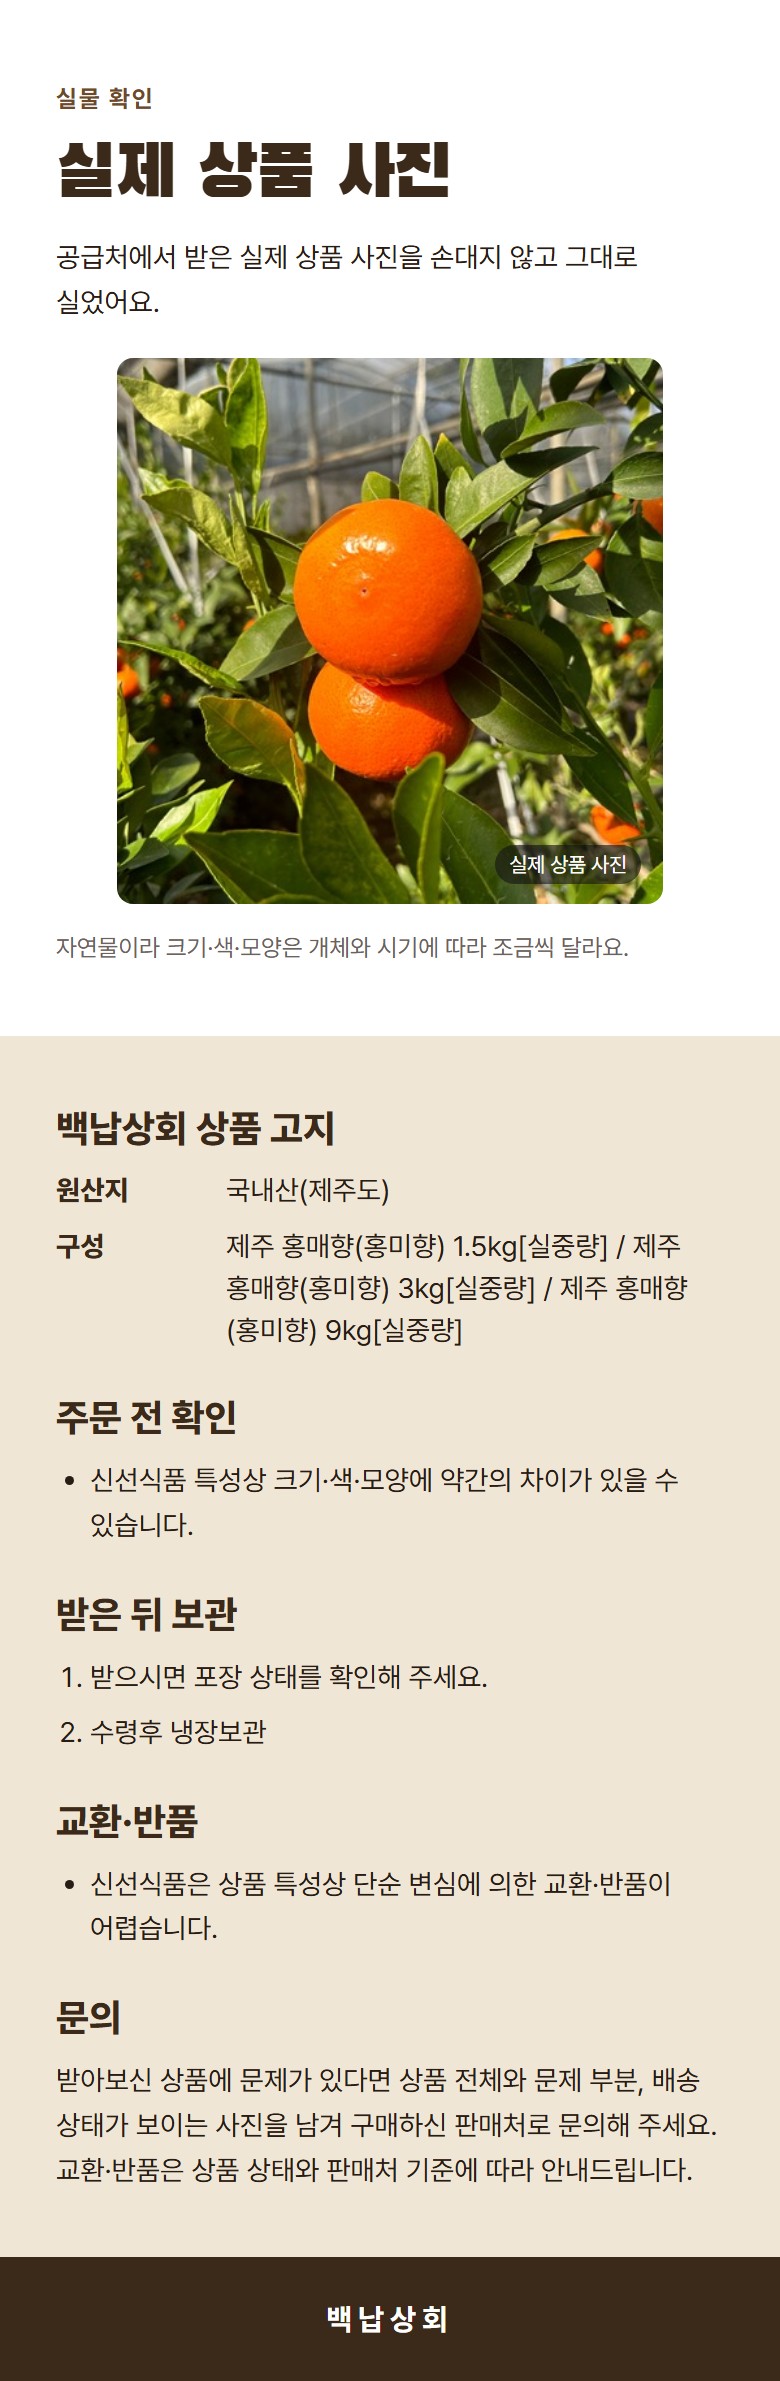 실물 확인
실제 상품 사진
공급처에서 받은 실제 상품 사진을 손대지 않고 그대로
실었어요.
실제 상품 사진
자연물이라 크기·색·모양은 개체와 시기에 따라 조금씩 달라요.
백납상회 상품 고지
원산지 국내산(제주도)
구성 제주 홍매향(홍미향) 1.5kg[실중량] / 제주
홍매향(홍미향) 3kg[실중량] / 제주 홍매향
(홍미향) 9kg[실중량]
주문 전 확인
• 신선식품 특성상 크기·색·모양에 약간의 차이가 있을 수
있습니다.
받은 뒤 보관
1. 받으시면 포장 상태를 확인해 주세요.
2. 수령후 냉장보관
교환·반품
• 신선식품은 상품 특성상 단순 변심에 의한 교환·반품이
어렵습니다.
문의
받아보신 상품에 문제가 있다면 상품 전체와 문제 부분, 배송
상태가 보이는 사진을 남겨 구매하신 판매처로 문의해 주세요.
교환·반품은 상품 상태와 판매처 기준에 따라 안내드립니다.
백납상회